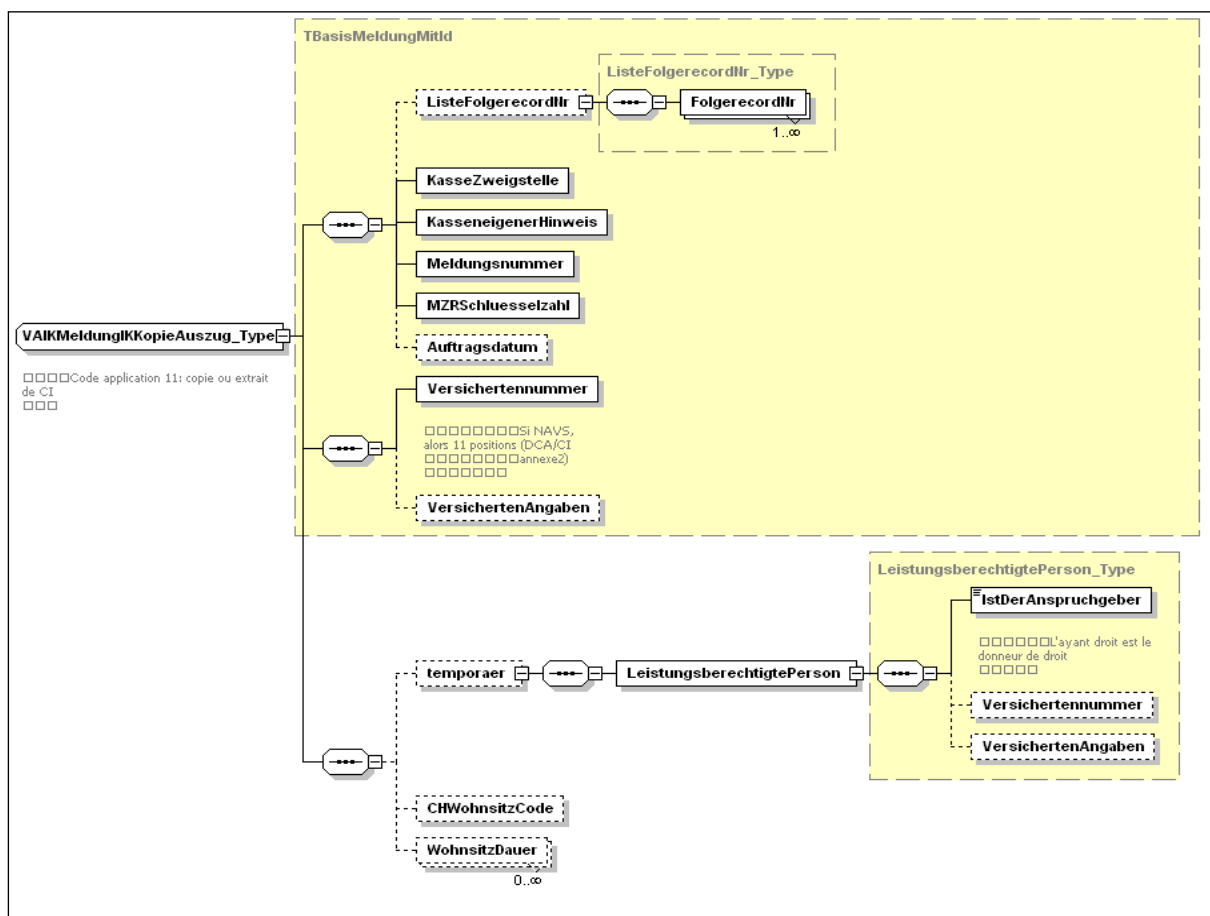 TBasisMeldungMitId
ListeFolgerecordNr_Type
ListeFolgerecordNr
FolgerecordNr
1..∞
KasseZweigstelle
KasseneigenerHinweis
Meldungsnummer
MZRSchluesselzahl
Auftragsdatum
VAIKMeldungIKKopieAuszug_Type
□□□□Code application 11: copie ou extrait
de CI
□□□
Versichertennummer
□□□□□□□□Si NAVS,
alors 11 positions (DCA/CI
□□□□□□□□annexe2)
□□□□□□□
VersichertenAngaben
LeistungsberechtigtePerson_Type
IstDerAnspruchgeber
□□□□□□L'ayant droit est le
donneur de droit
□□□□□
temporaer
LeistungsberechtigtePerson
Versichertennummer
VersichertenAngaben
CHWohnsitzCode
WohnsitzDauer
0..∞